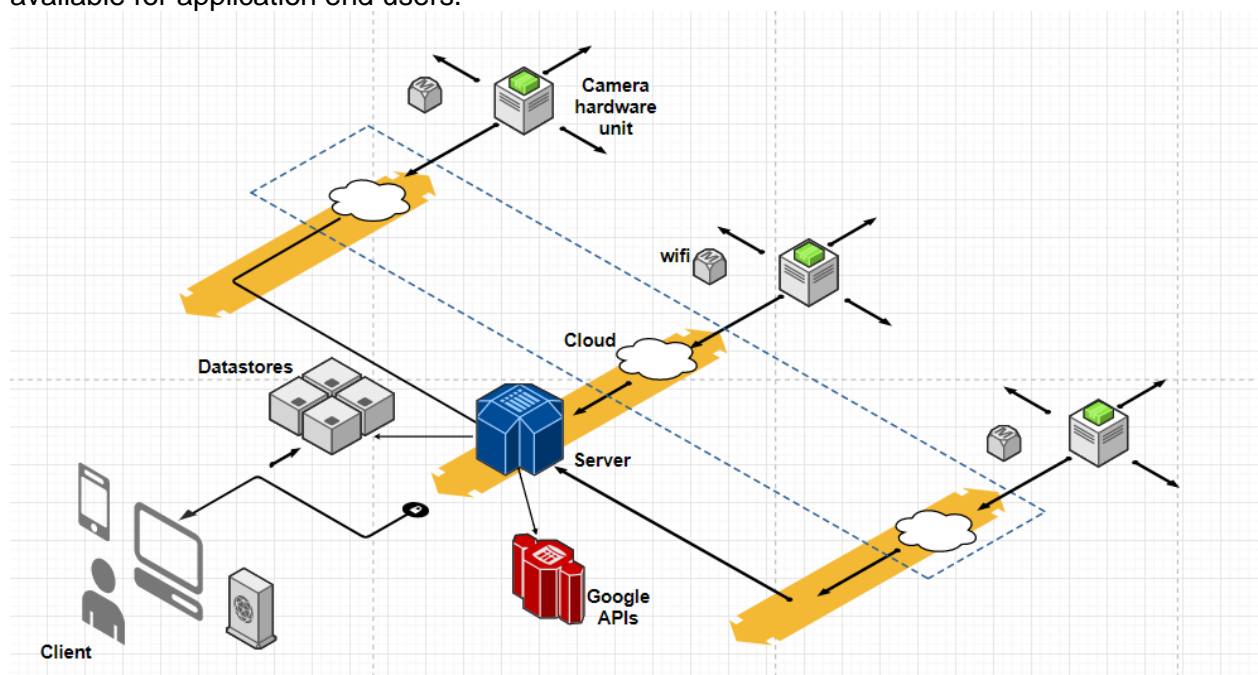 available for application end users.
Camera
hardware
unit
wifi
Cloud
Datastores
Server
Google
APIs
Client